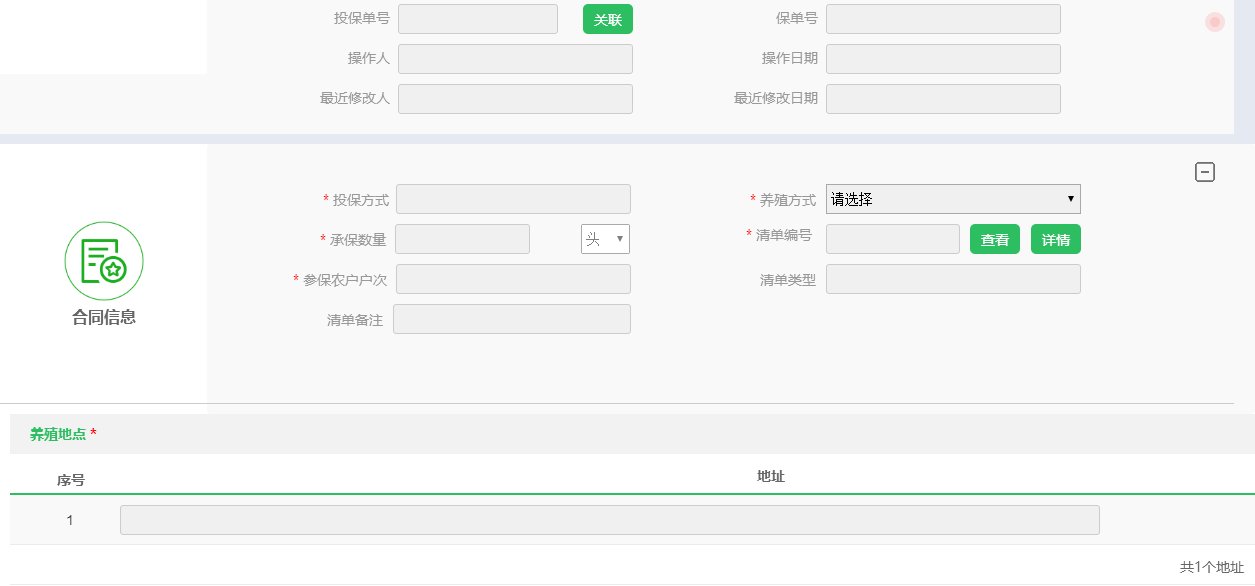 投保单号 关联 保单号
操作人 操作日期
最近修改人 最近修改日期
* 投保方式 * 养殖方式 请选择
* 承保数量 头 * 清单编号 查看 详情
* 参保农户户次 清单类型
清单备注
合同信息
养殖地点 *
序号 地址
1
共1个地址